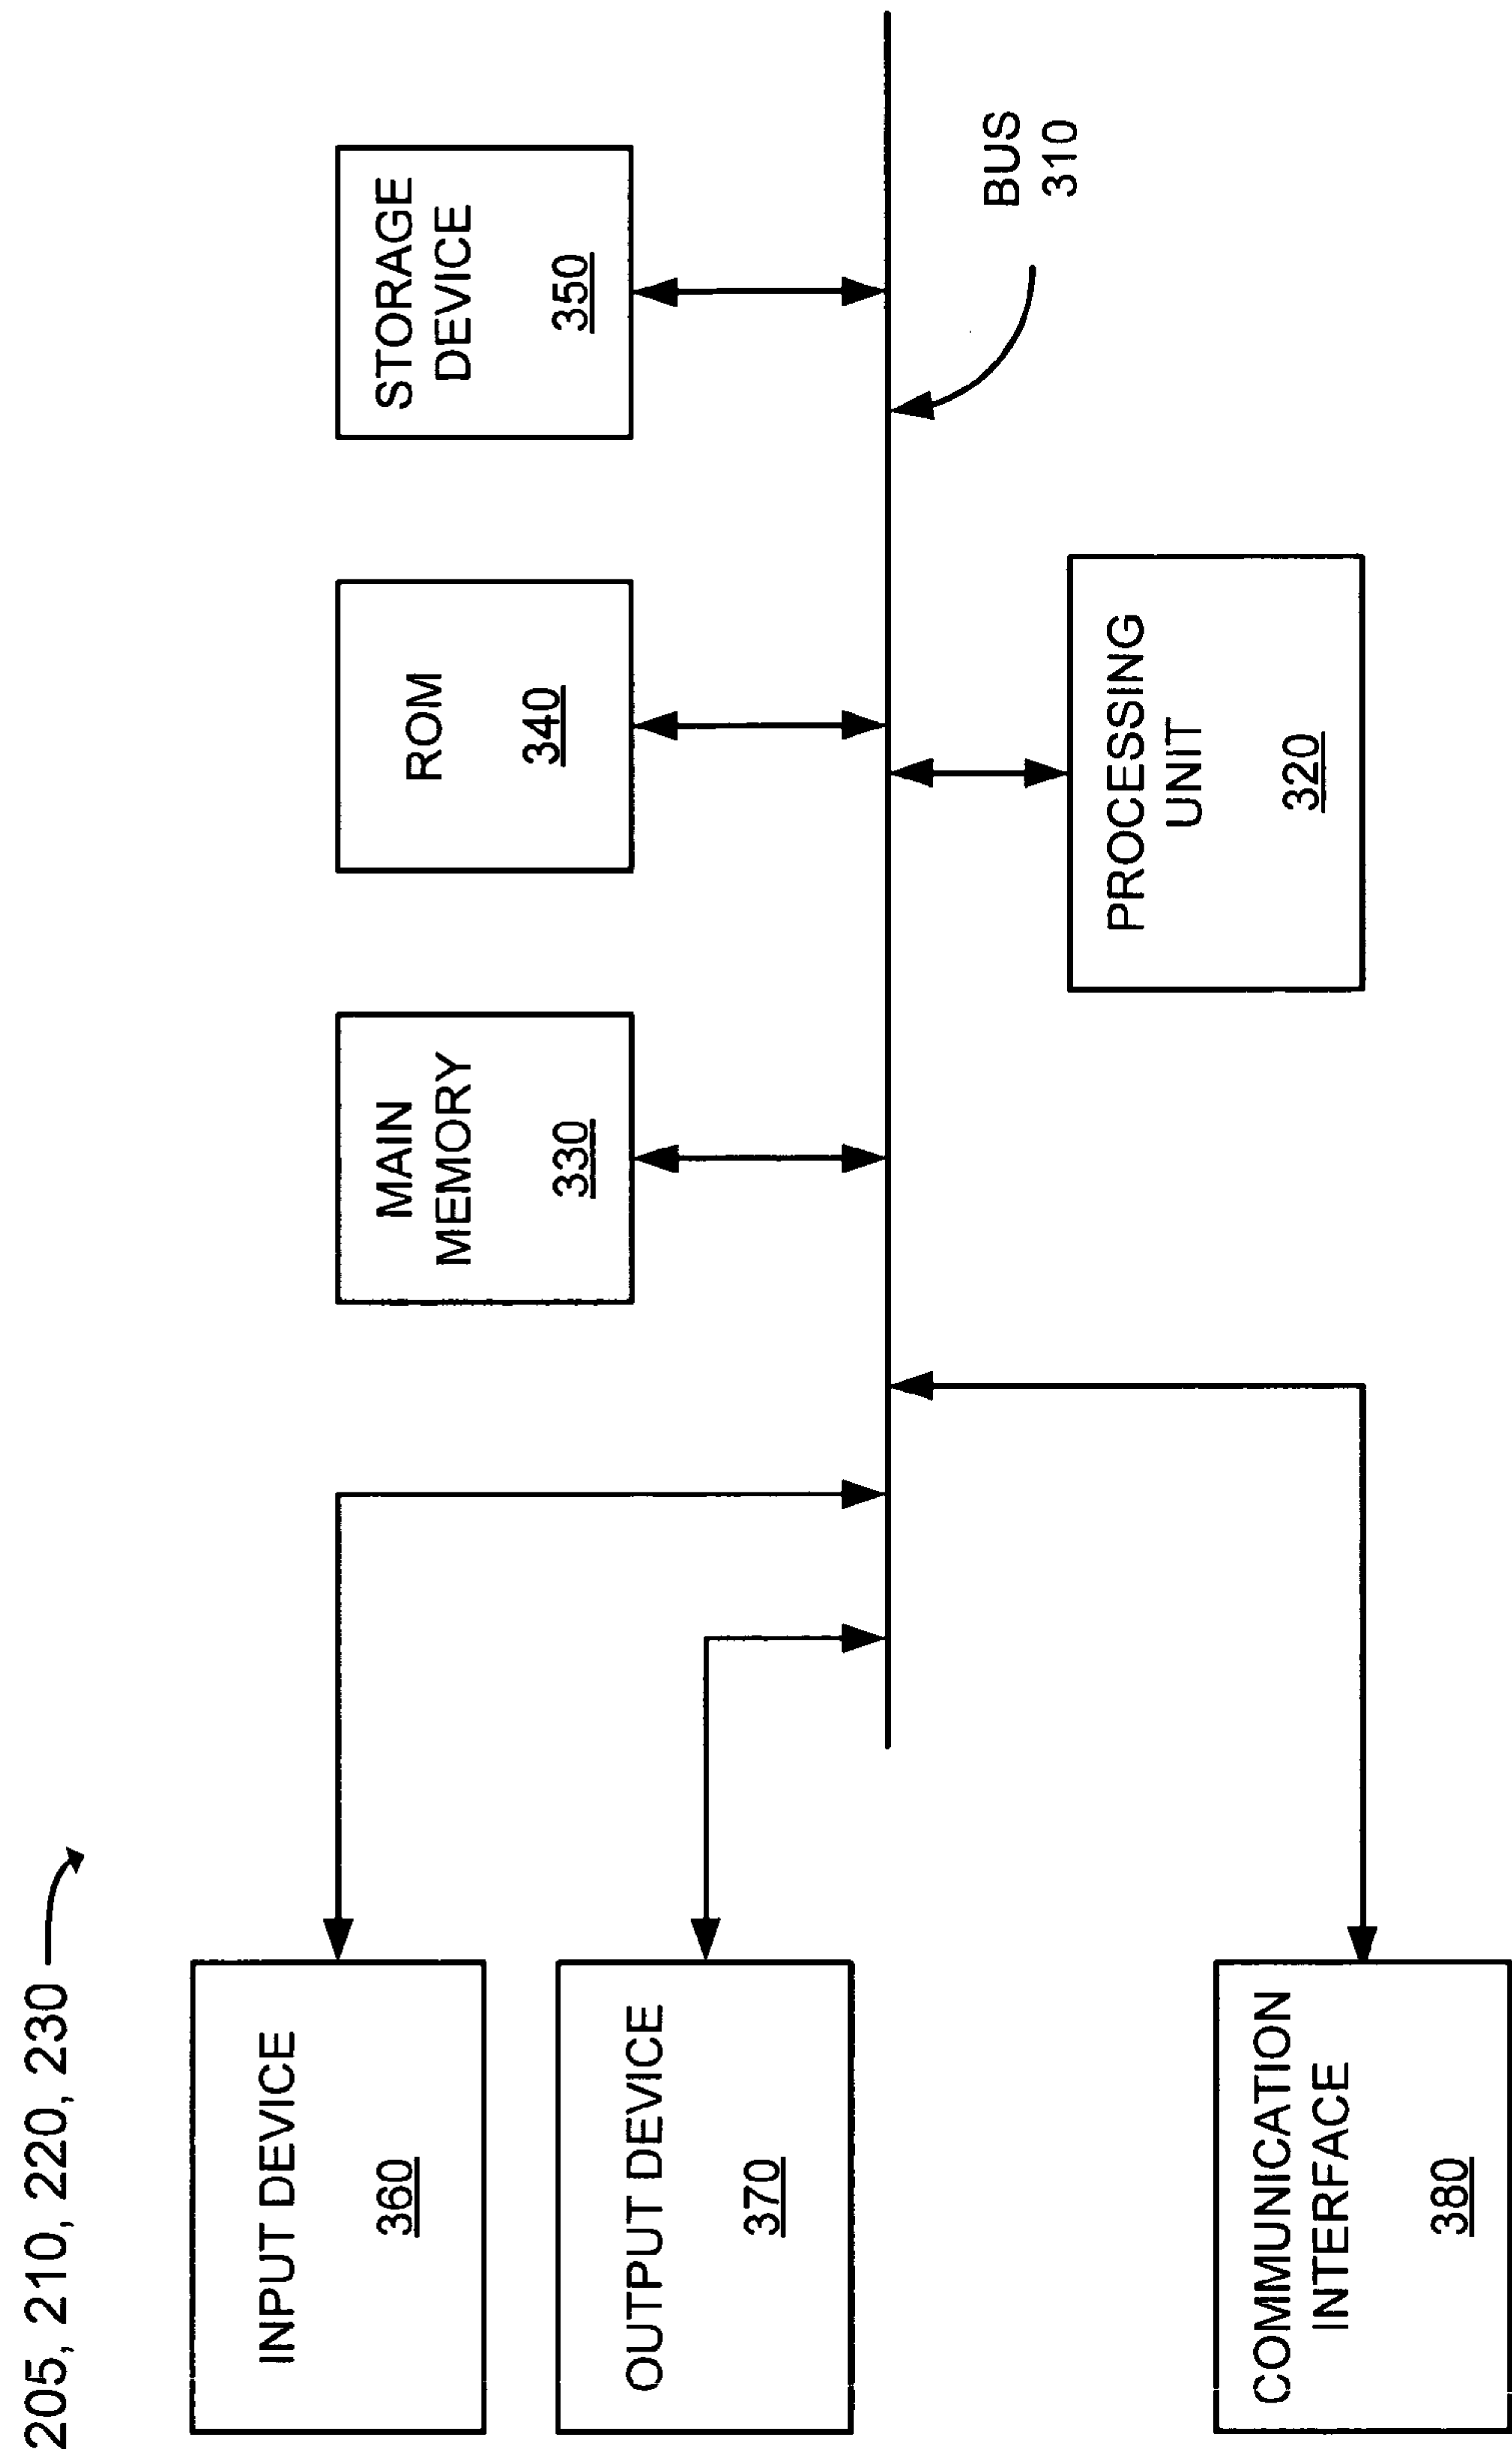 205, 210, 220, 230
INPUT DEVICE
360
OUTPUT DEVICE
370
COMMUNICATION
INTERFACE
380
MAIN
MEMORY
330
ROM
340
STORAGE
DEVICE
350
PROCESSING
UNIT
320
BUS
310